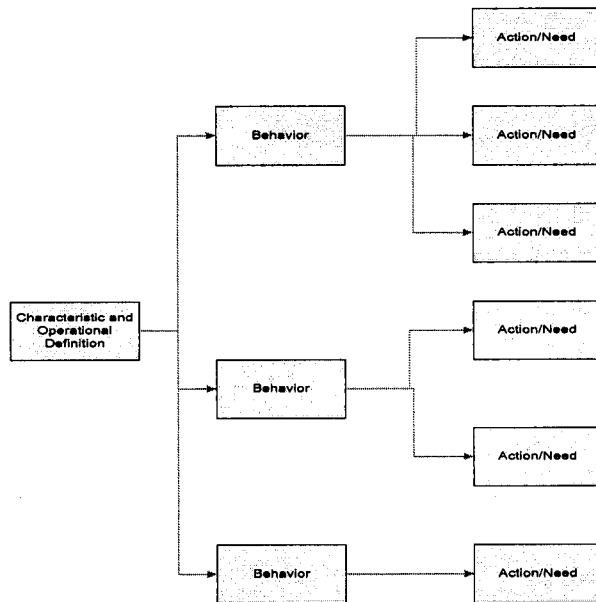 Action/Need
Behavior
Action/Need
Action/Need
Characteristic and
Operational
Definition
Action/Need
Behavior
Action/Need
Behavior
Action/Need